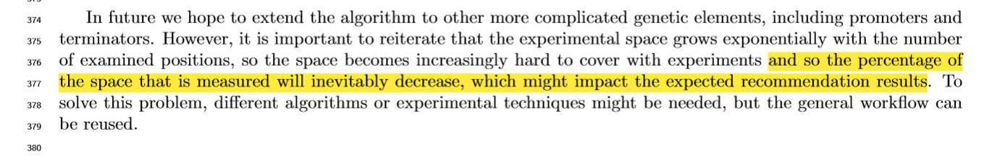 374 In future we hope to extend the algorithm to other more complicated genetic elements, including promoters and
375 terminators. However, it is important to reiterate that the experimental space grows exponentially with the number
376 of examined positions, so the space becomes increasingly hard to cover with experiments and so the percentage of
377 the space that is measured will inevitably decrease, which might impact the expected recommendation results. To
378 solve this problem, different algorithms or experimental techniques might be needed, but the general workflow can
379 be reused.
380